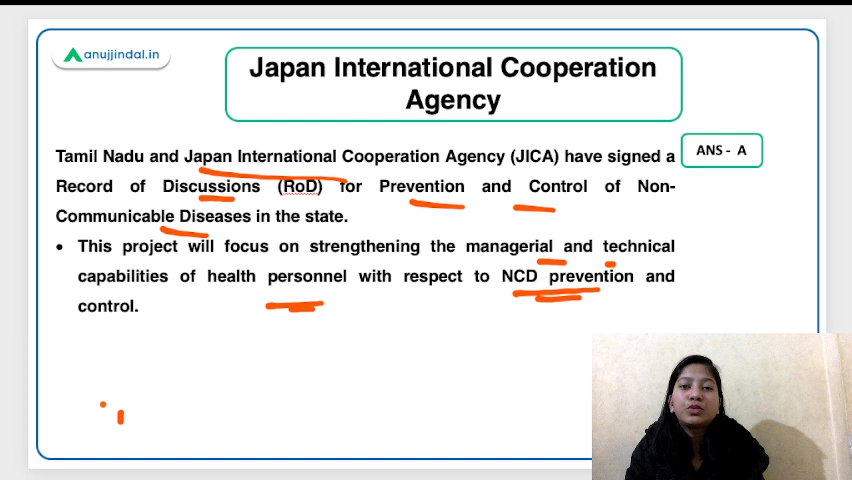 anujjindal.in
Japan International Cooperation
Agency
ANS - A
Tamil Nadu and Japan International Cooperation Agency (JICA) have signed a
Record of Discussions (RoD) for Prevention and Control of Non-
Communicable Diseases in the state.
• This project will focus on strengthening the managerial and technical
capabilities of health personnel with respect to NCD prevention and
control.